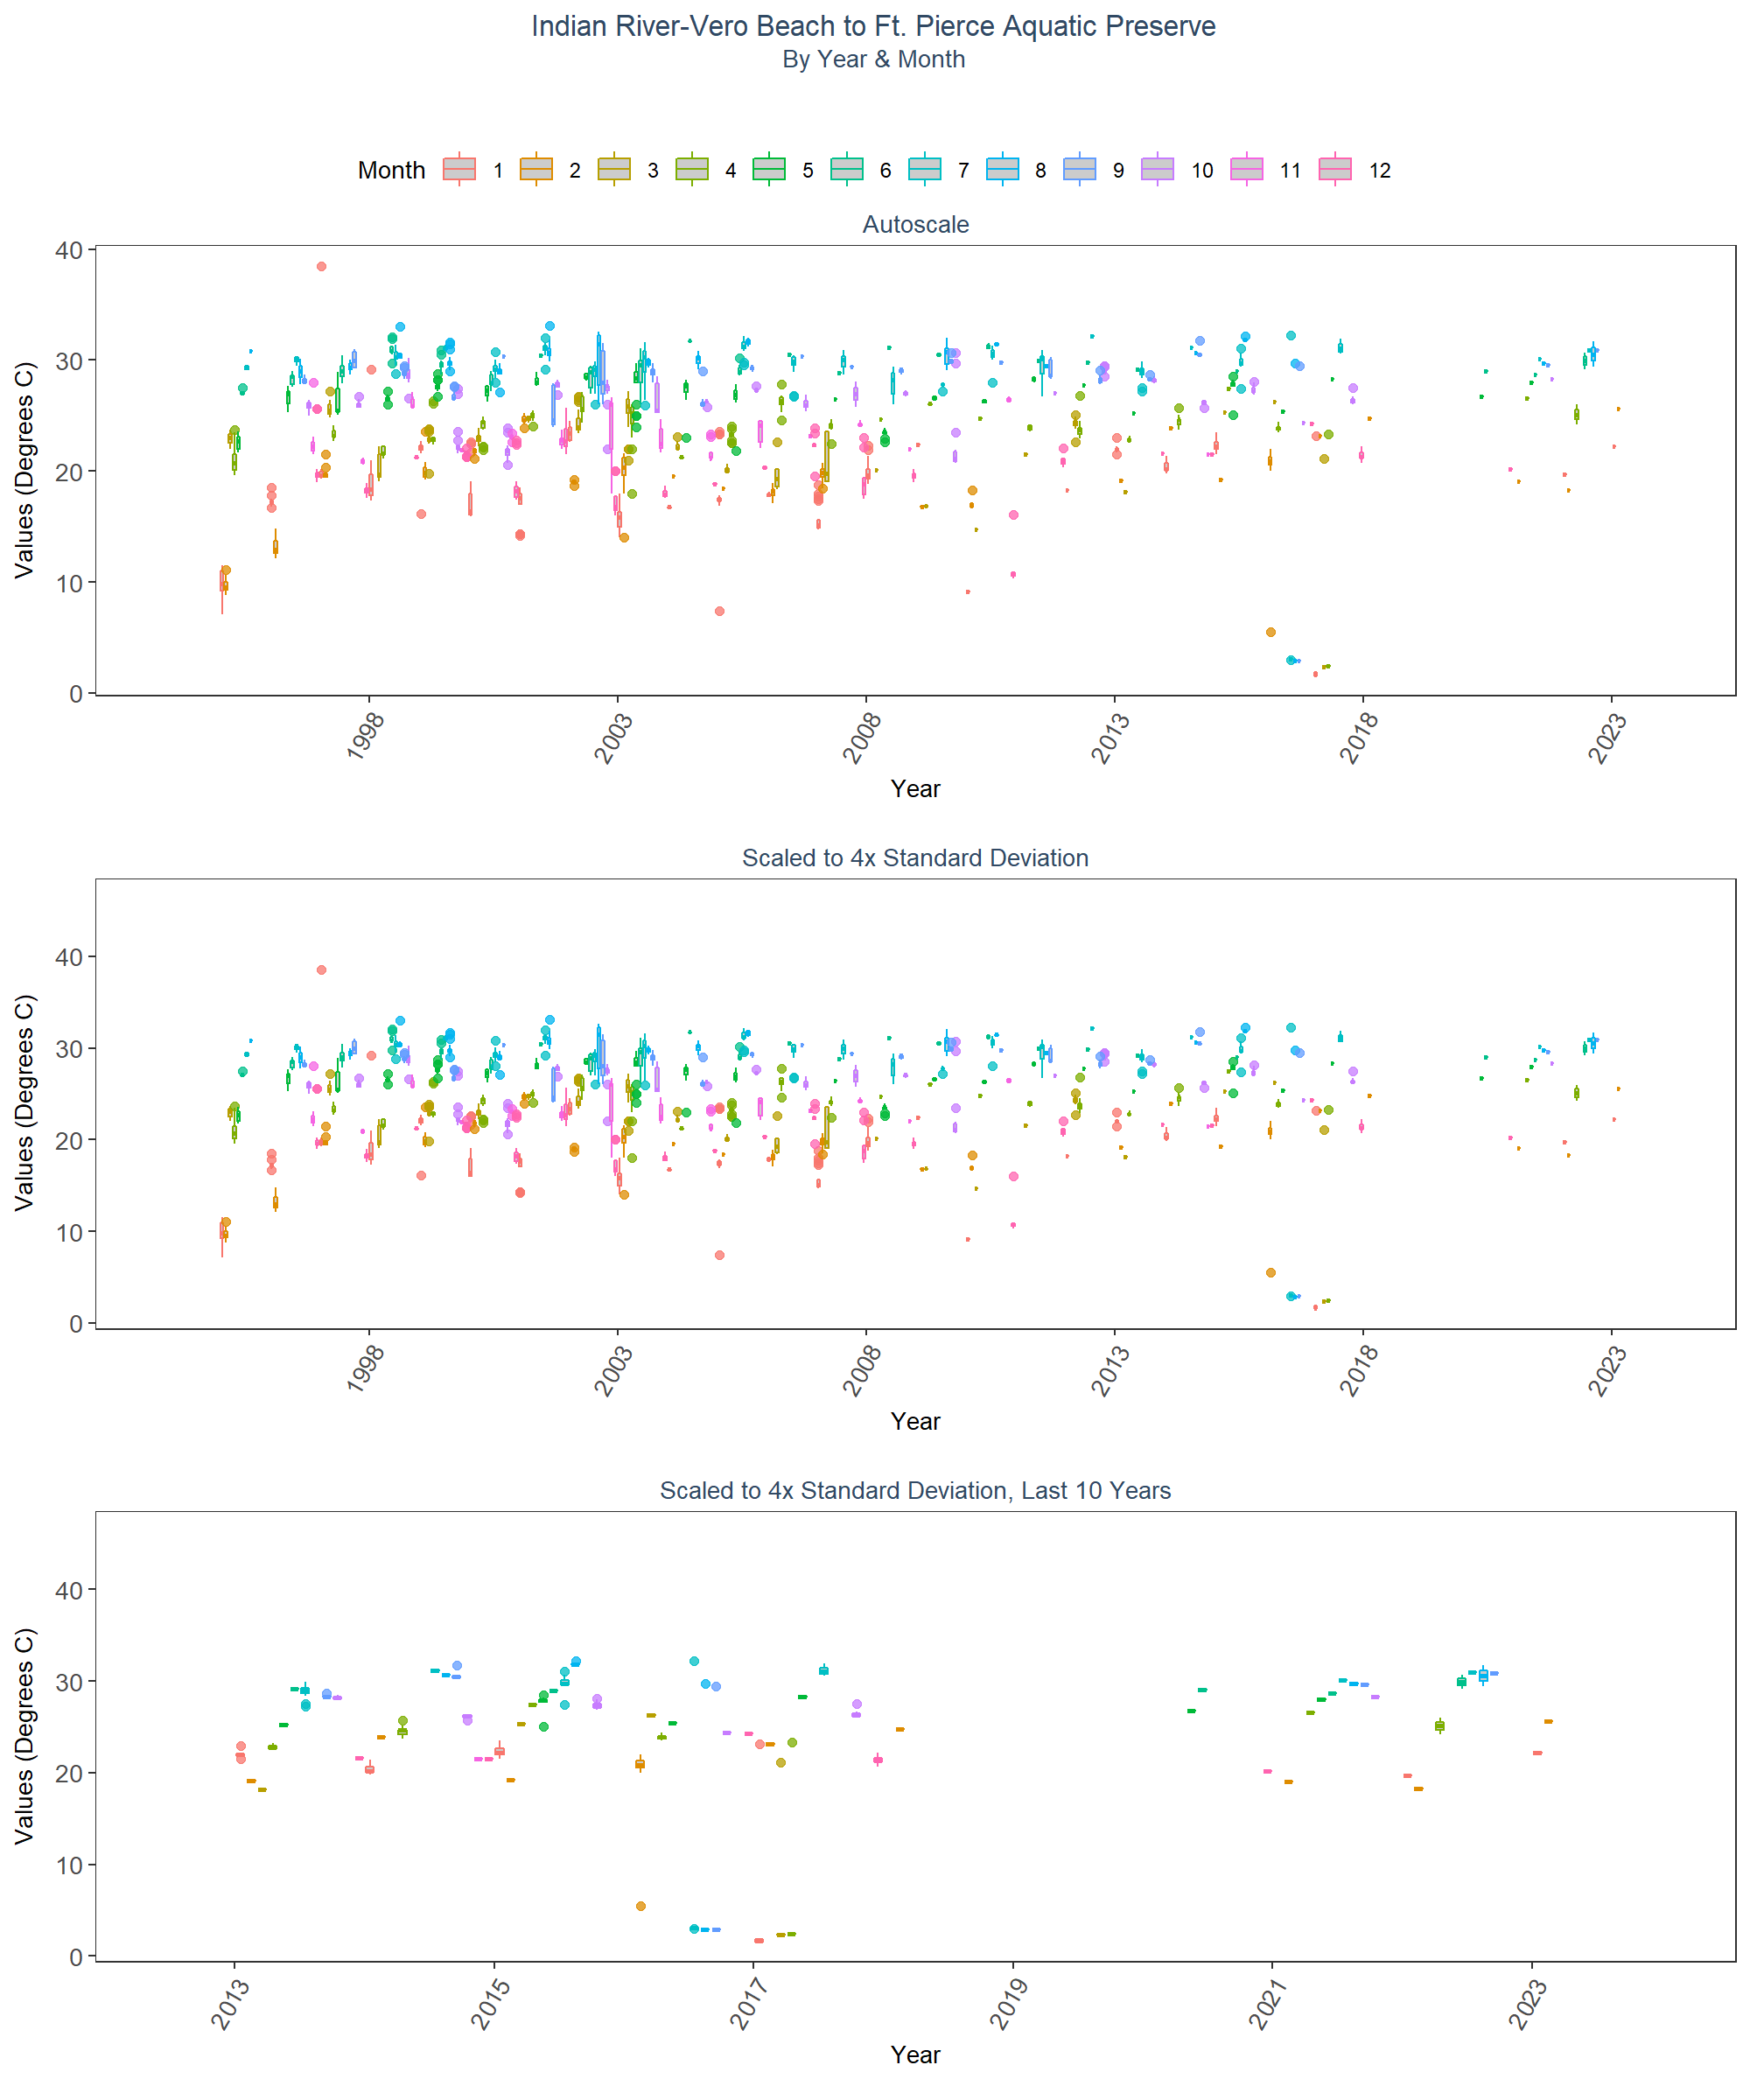 Indian River-Vero Beach to Ft. Pierce Aquatic Preserve
By Year & Month
Month 1 2 3 4 5 6 7 8 9 10 11 12
Autoscale
Values (Degrees C)
40
30
20
10
0
1998 2003 2008 2013 2018 2023
Year
Scaled to 4x Standard Deviation
Values (Degrees C)
40
30
20
10
0
1998 2003 2008 2013 2018 2023
Year
Scaled to 4x Standard Deviation, Last 10 Years
Values (Degrees C)
40
30
20
10
0
2013 2015 2017 2019 2021 2023
Year